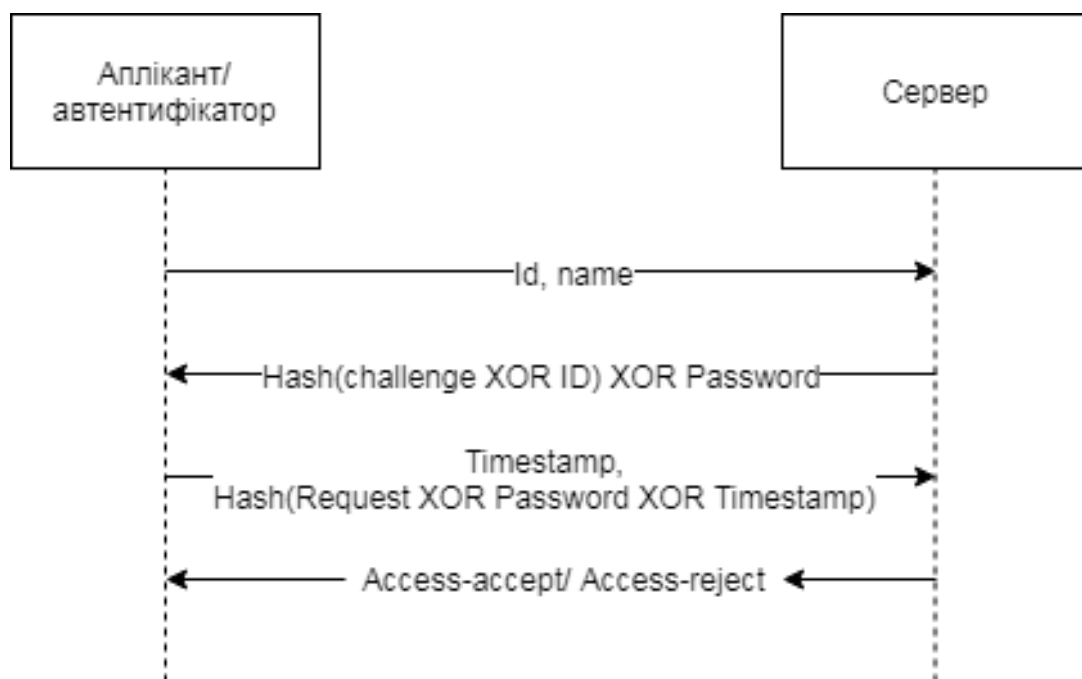 Аплікант/
автентифікатор
Сервер
Id, name
Hash(challenge XOR ID) XOR Password
Timestamp,
Hash(Request XOR Password XOR Timestamp)
Access-accept/ Access-reject